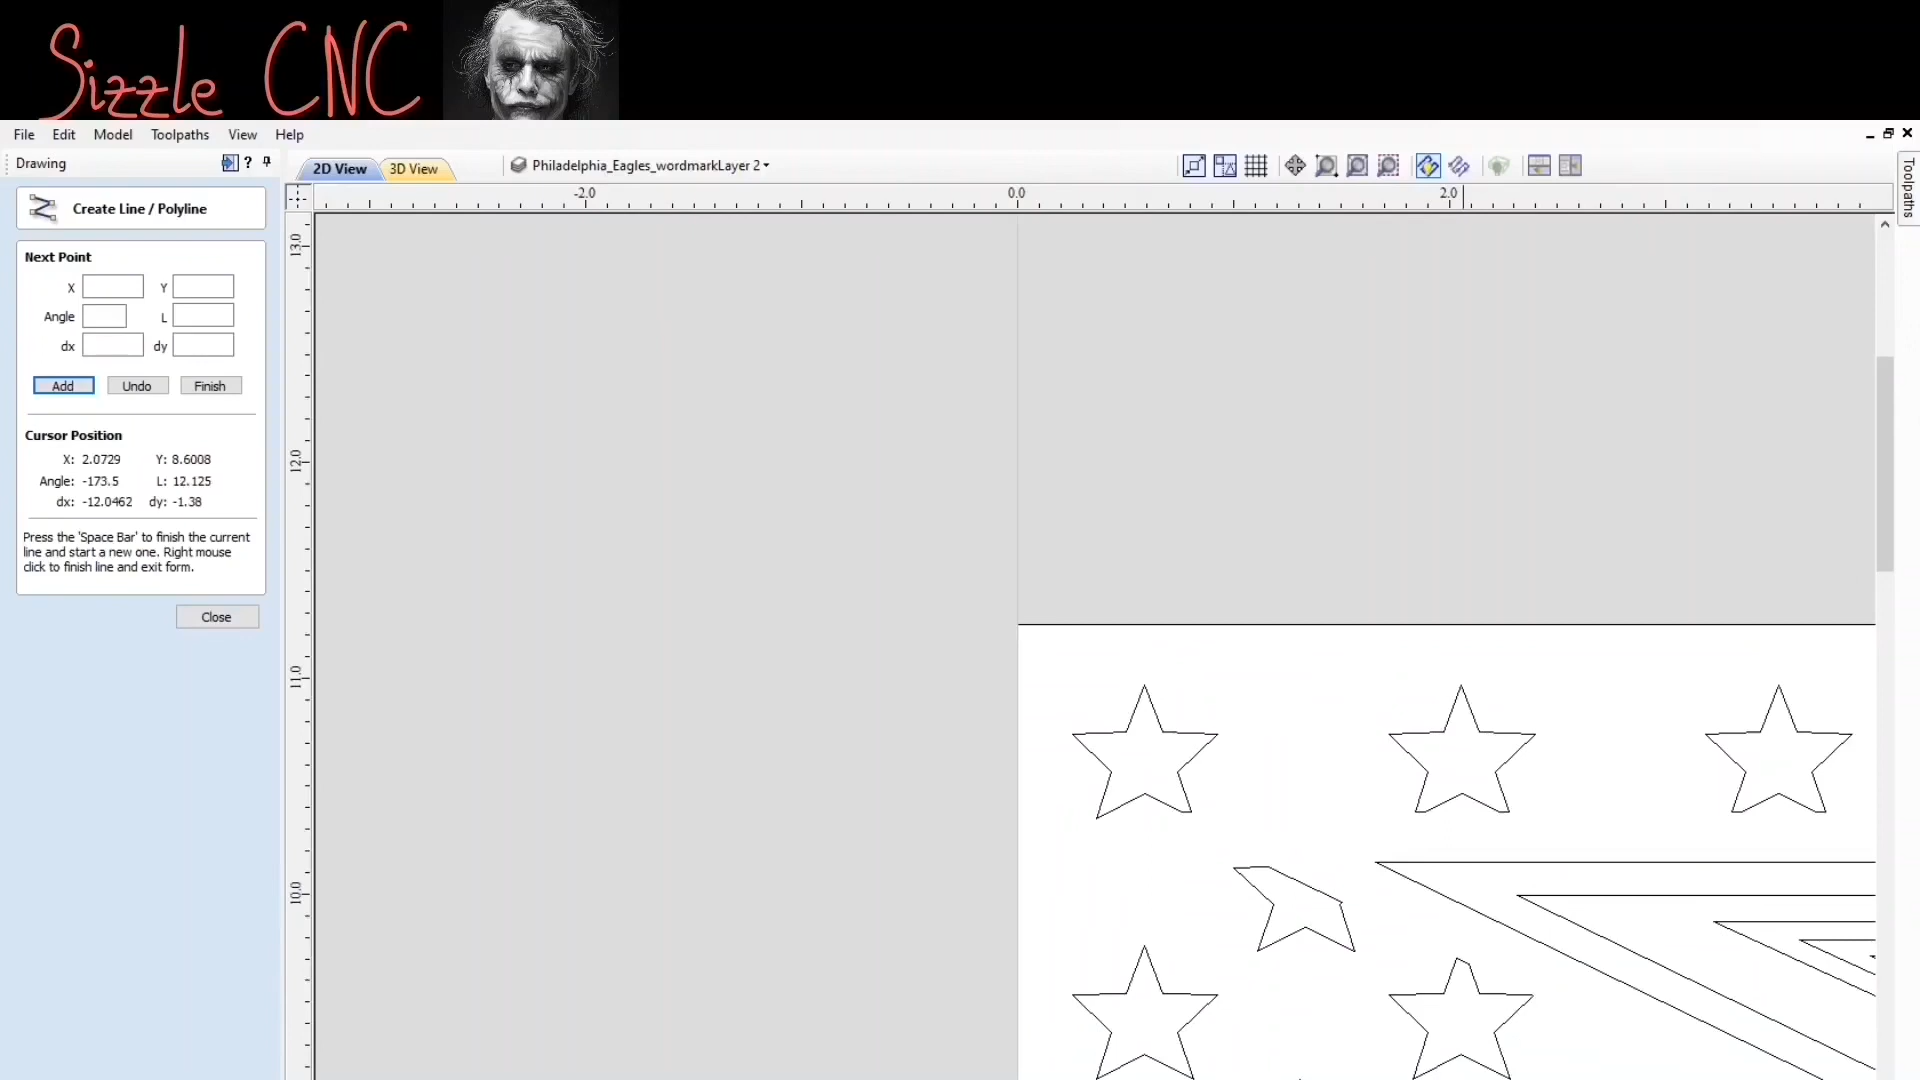 Sizzle CNC
File Edit Model Toolpaths View Help
Drawing ?
2D View 3D View Philadelphia_Eagles_wordmarkLayer 2
Toolpaths
-2.0 0.0 2.0
Create Line / Polyline
Next Point
X Y
Angle L
dx dy
Add Undo Finish
Cursor Position
X: 2.0729 Y: 8.6008
Angle: -173.5 L: 12.125
dx: -12.0462 dy: -1.38
Press the 'Space Bar' to finish the current
line and start a new one. Right mouse
click to finish line and exit form.
Close
13.0
12.0
11.0
10.0